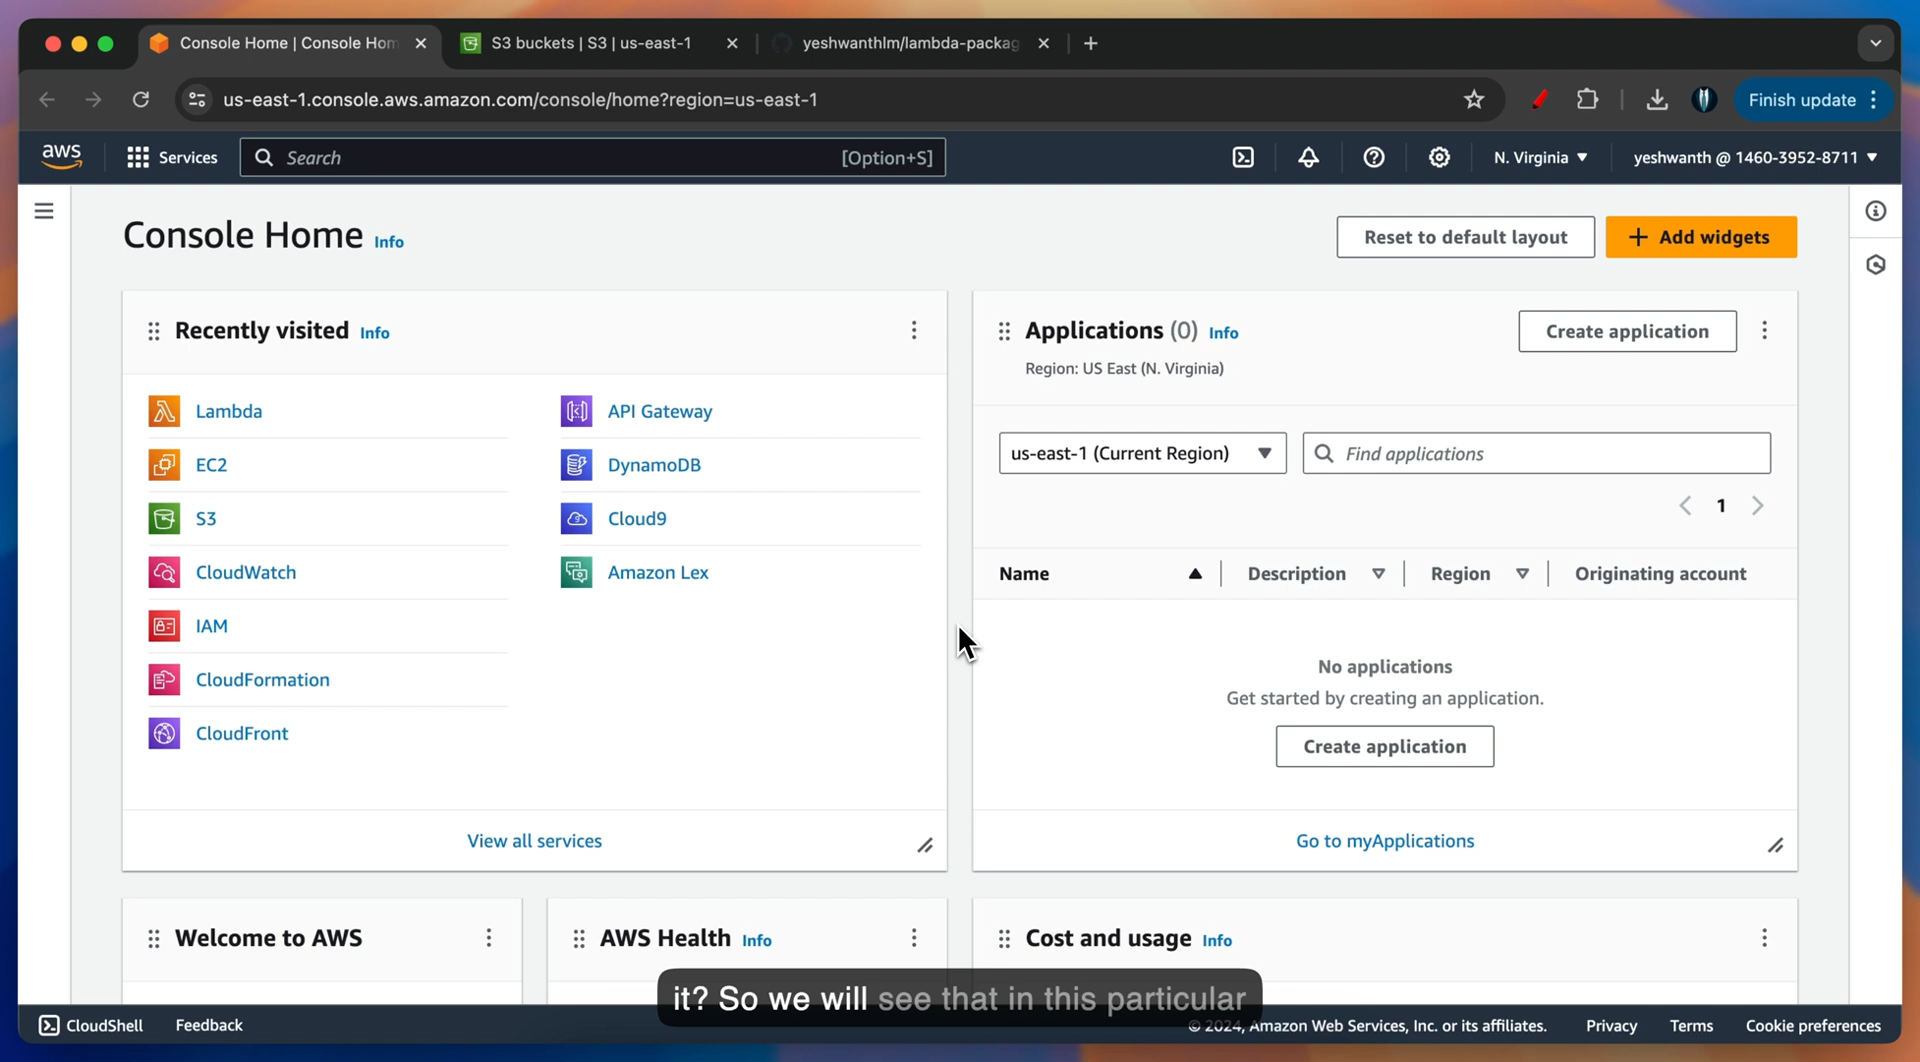 Console Home | Console Hom
S3 buckets | S3 | us-east-1
yeshwanthlm/lambda-packag
us-east-1.console.aws.amazon.com/console/home?region=us-east-1
Finish update
aws
Services
Search
[Option+S]
N. Virginia
yeshwanth @ 1460-3952-8711
Console Home Info
Reset to default layout
Add widgets
Recently visited Info
Lambda
EC2
S3
CloudWatch
IAM
CloudFormation
CloudFront
API Gateway
DynamoDB
Cloud9
Amazon Lex
View all services
Applications (0) Info
Region: US East (N. Virginia)
Create application
us-east-1 (Current Region)
Find applications
1
Name
Description
Region
Originating account
No applications
Get started by creating an application.
Create application
Go to myApplications
Welcome to AWS
AWS Health Info
Cost and usage Info
it? So we will see that in this particular
CloudShell
Feedback
© 2024, Amazon Web Services, Inc. or its affiliates.
Privacy
Terms
Cookie preferences